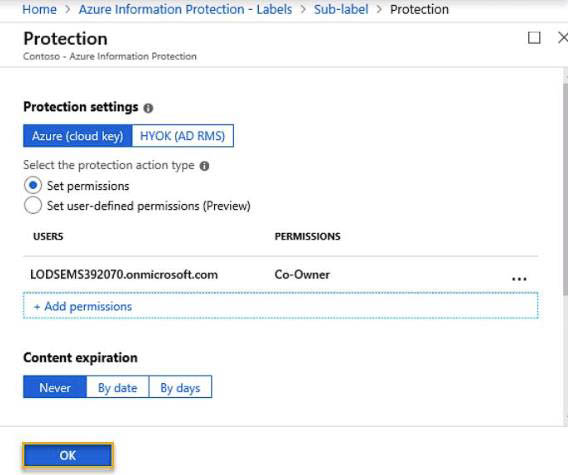 Home > Azure Information Protection - Labels > Sub-label > Protection
Protection
Contoso - Azure Information Protection
Protection settings
Azure (cloud key) HYOK (AD RMS)
Select the protection action type
Set permissions
Set user-defined permissions (Preview)
USERS PERMISSIONS
LODSEMS392070.onmicrosoft.com Co-Owner ...
+ Add permissions
Content expiration
Never By date By days
OK